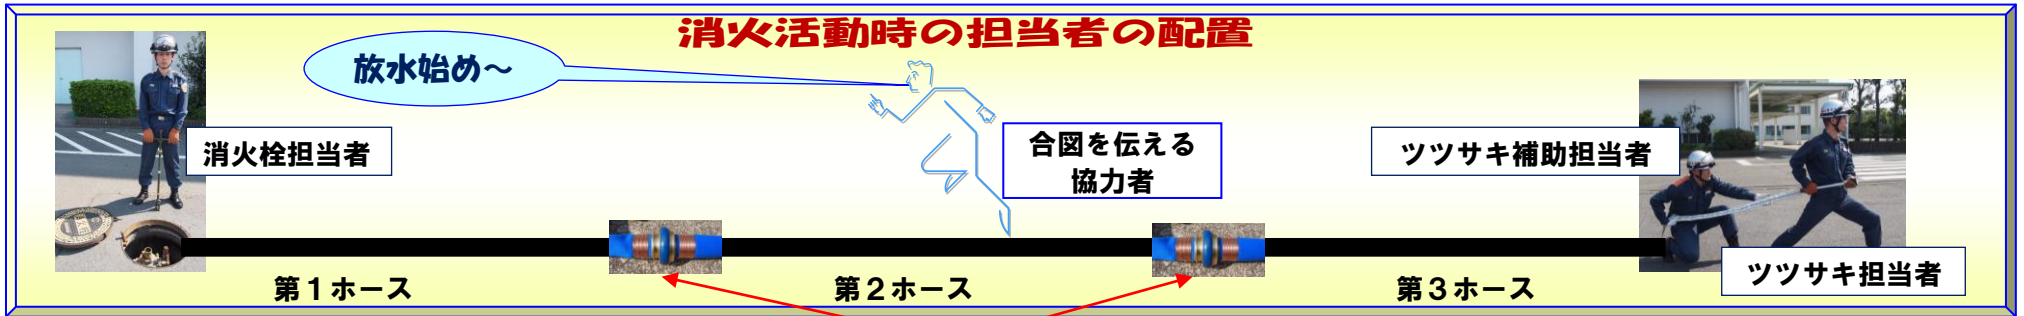 消火活動時の担当者の配置
放水始め～
消火栓担当者
合図を伝える
協力者
ツツサキ補助担当者
ツツサキ担当者
第１ホース
第２ホース
第３ホース